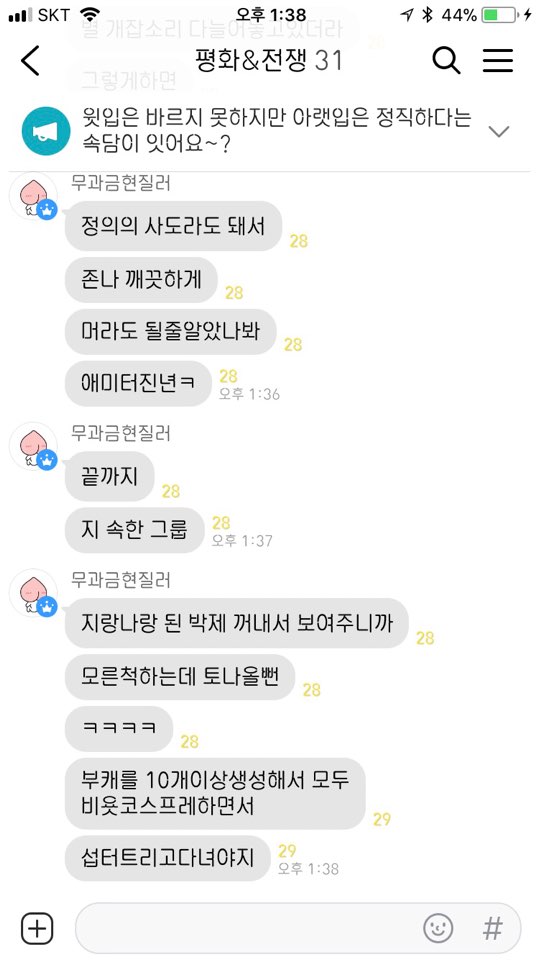 SKT 오후 1:38 44%
별 개잡소리 다늘어놓고있더라
28
평화&전쟁 31
그렇게하면
윗입은 바르지 못하지만 아랫입은 정직하다는
속담이 잇어요~?
무과금현질러
정의의 사도라도 돼서
28
존나 깨끗하게
28
머라도 될줄알았나봐
28
애미터진년ㅋ
28
오후 1:36
무과금현질러
끝까지
28
지 속한 그룹
28
오후 1:37
무과금현질러
지랑나랑 된 박제 꺼내서 보여주니까
28
모른척하는데 토나올뻔
28
ㅋㅋㅋㅋ
28
부캐를 10개이상생성해서 모두
비욧코스프레하면서
29
섭터트리고다녀야지
29
오후 1:38
#